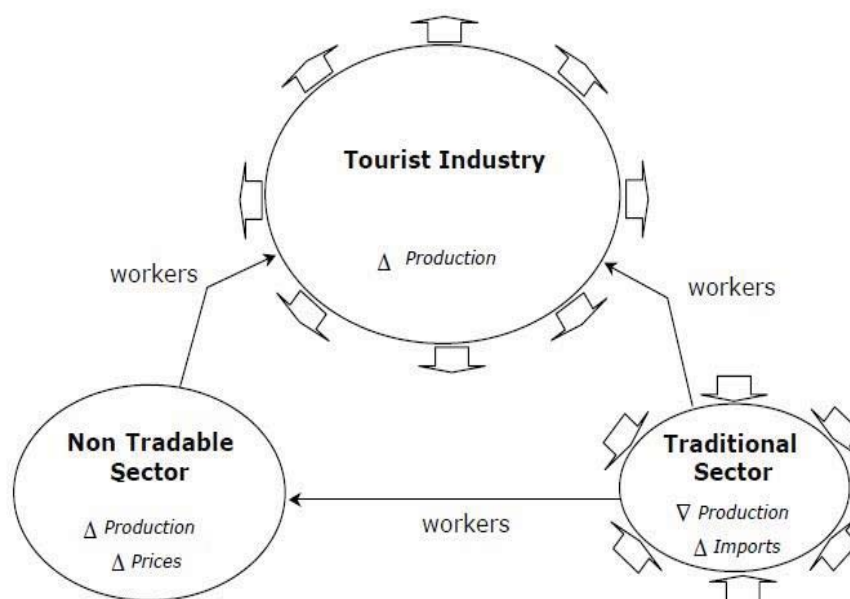 Tourist Industry
Δ Production
workers
workers
Non Tradable
Sector
Δ Production
Δ Prices
workers
Traditional
Sector
∇ Production
Δ Imports